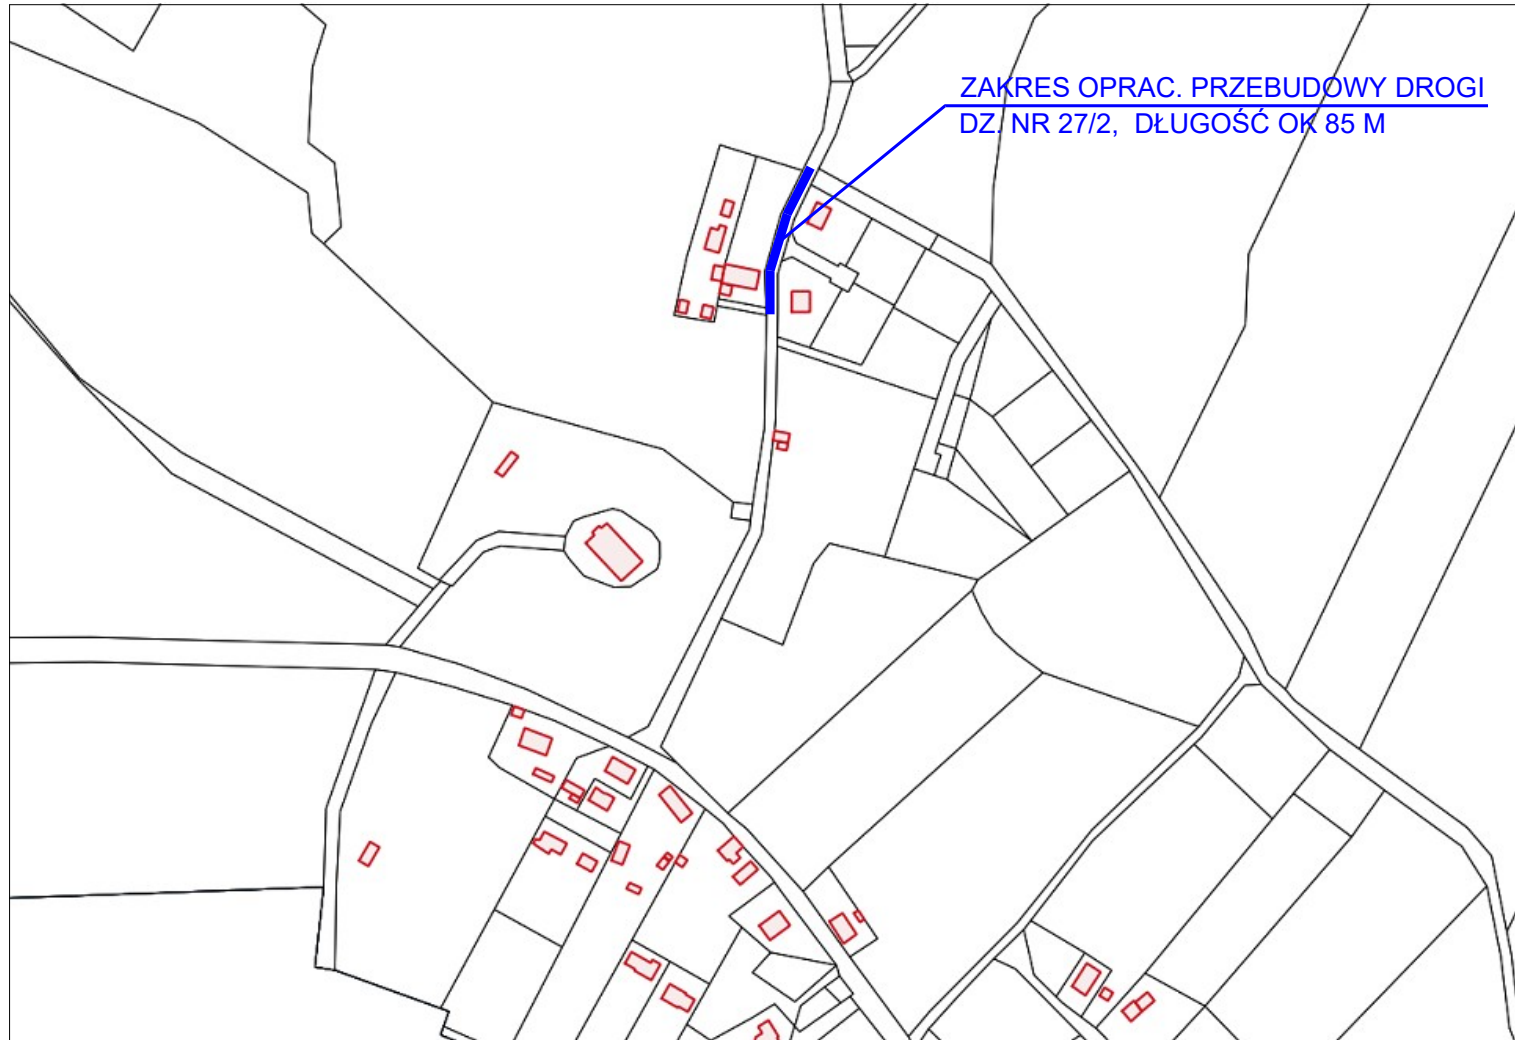 ZAKRES OPRAC. PRZEBUDOWY DROGI
DZ. NR 27/2, DŁUGOŚĆ OK 85 M